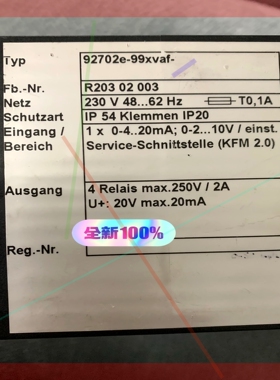 Typ 92702e-99xvaf-
Fb.-Nr. R203 02 003
Netz 230 V 48...62 Hz T0,1A
Schutzart IP 54 Klemmen IP20
Eingang / 1 x 0-4..20mA; 0-2...10V / einst.
Bereich Service-Schnittstelle (KFM 2.0)
Ausgang 4 Relais max.250V / 2A
U+: 20V max.20mA
全新100%
Reg.-Nr.